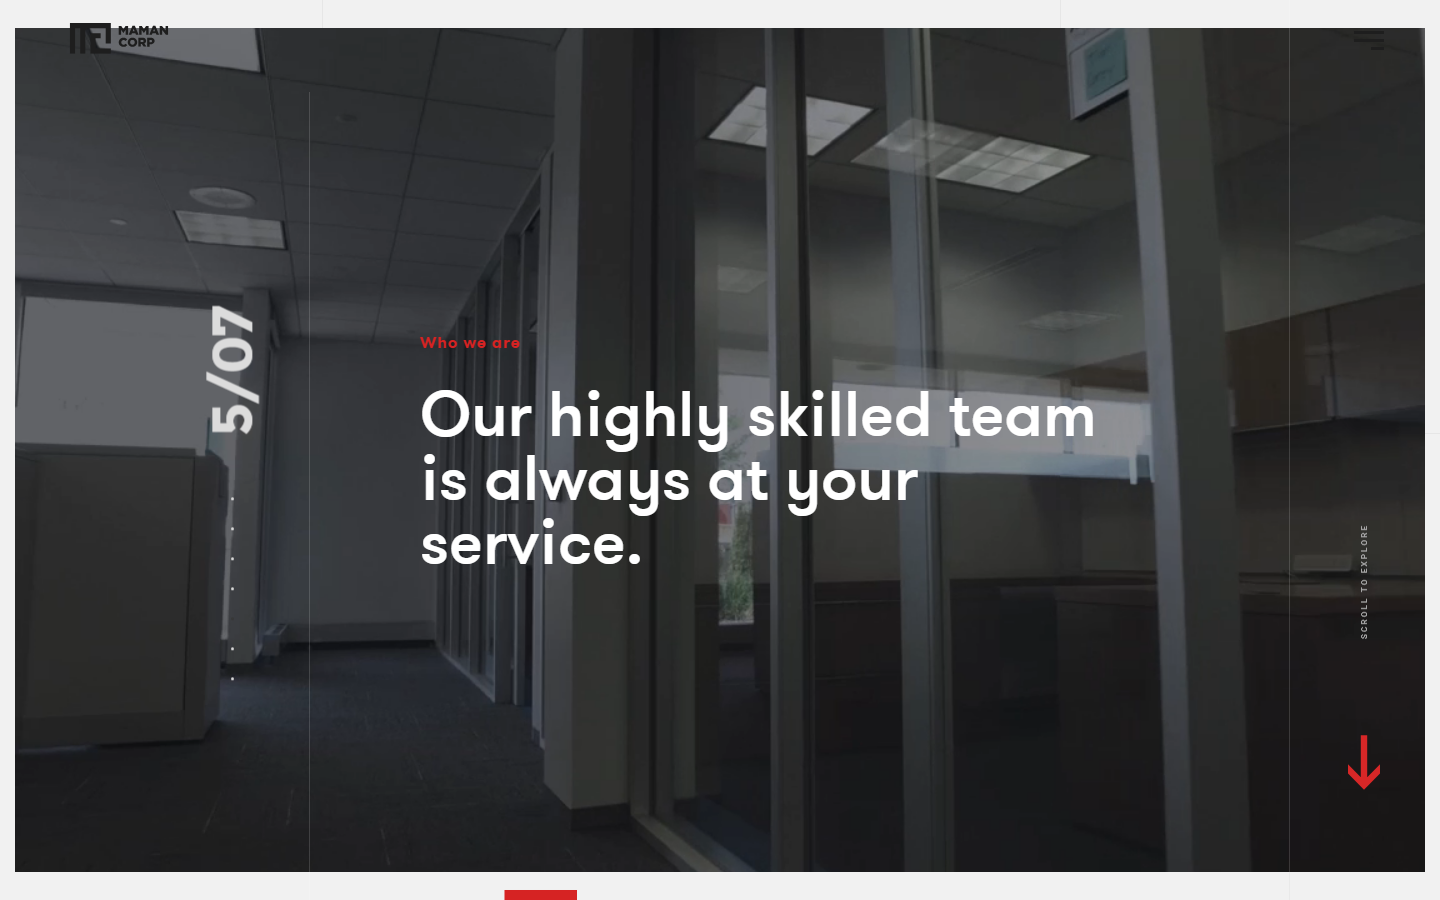 MAMAN
CORP
5/07
Who we are
Our highly skilled team
is always at your
service.
SCROLL TO EXPLORE